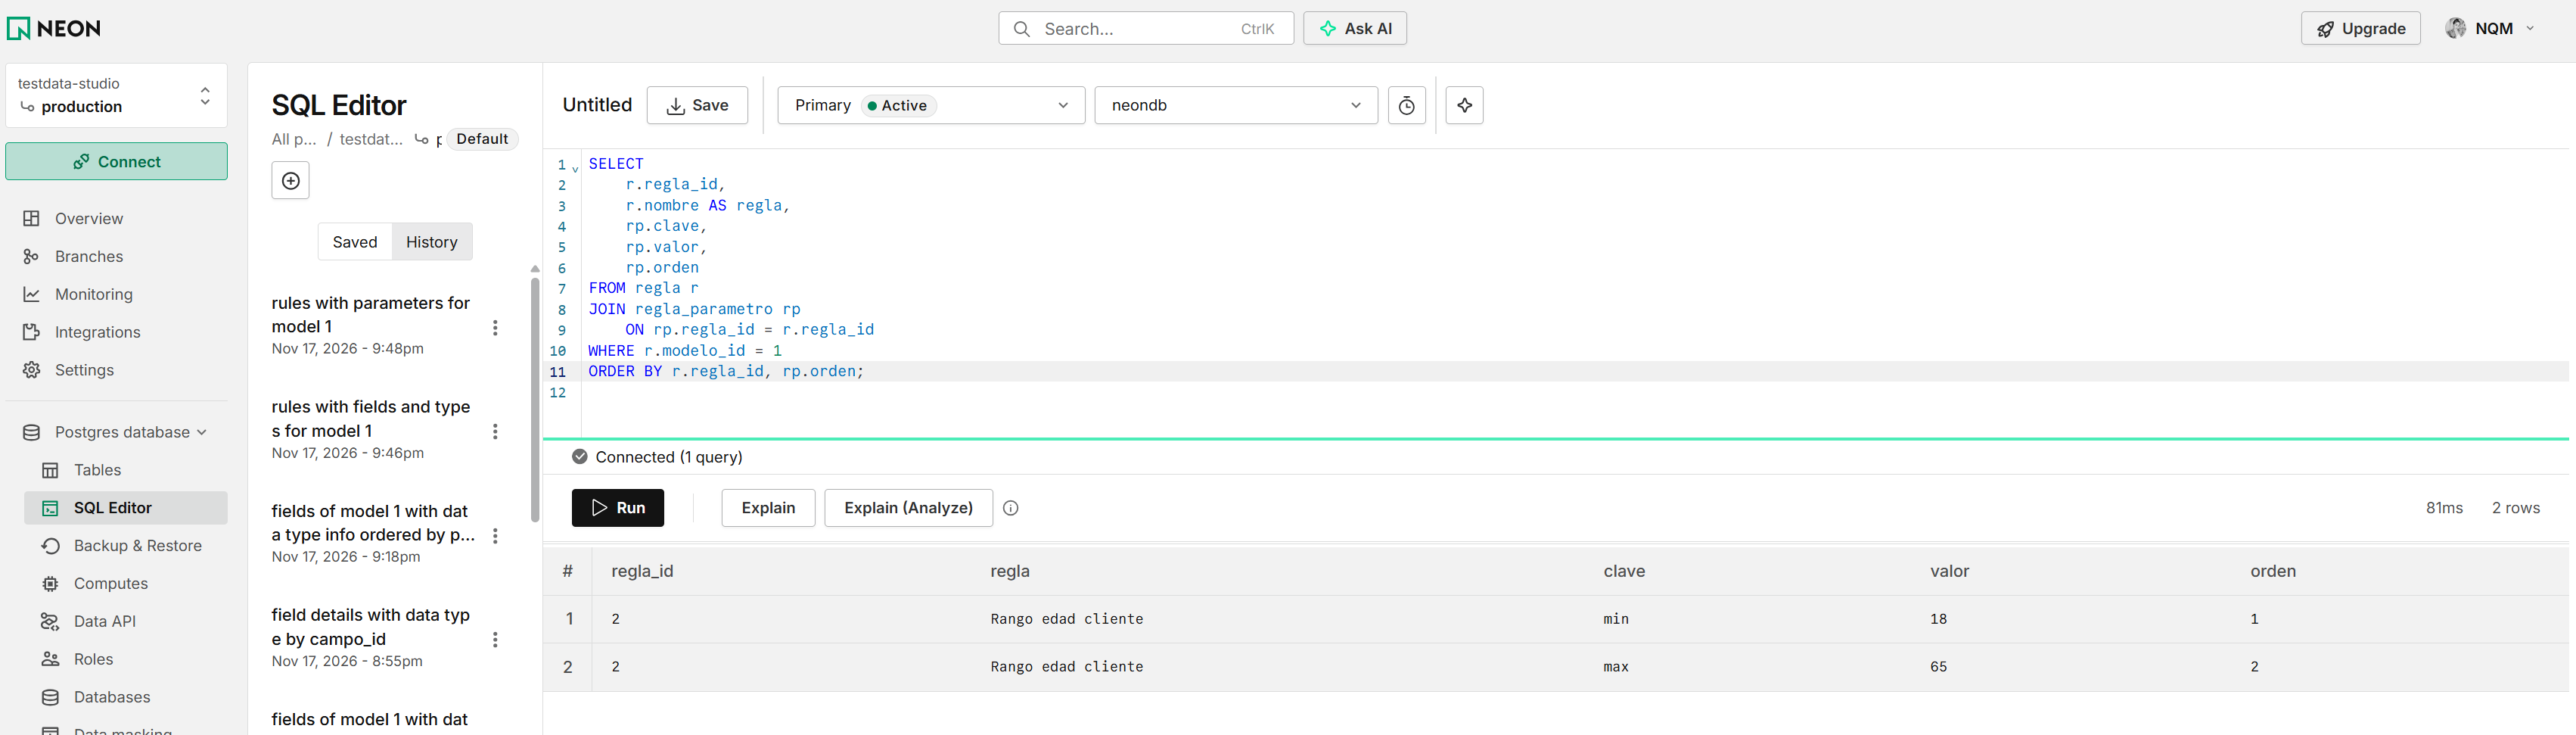 NEON
Search...
CtrlK
Ask AI
Upgrade
NQM
testdata-studio
production
Connect
Overview
Branches
Monitoring
Integrations
Settings
Postgres database
Tables
SQL Editor
Backup & Restore
Computes
Data API
Roles
Databases
Data masking
SQL Editor
All p... / testdat... p Default
Saved History
rules with parameters for
model 1
Nov 17, 2026 - 9:48pm
rules with fields and type
s for model 1
Nov 17, 2026 - 9:46pm
fields of model 1 with dat
a type info ordered by p...
Nov 17, 2026 - 9:18pm
field details with data typ
e by campo_id
Nov 17, 2026 - 8:55pm
fields of model 1 with dat
Untitled Save Primary Active neondb
1 SELECT
2 r.regla_id,
3 r.nombre AS regla,
4 rp.clave,
5 rp.valor,
6 rp.orden
7 FROM regla r
8 JOIN regla_parametro rp
9 ON rp.regla_id = r.regla_id
10 WHERE r.modelo_id = 1
11 ORDER BY r.regla_id, rp.orden;
12
Connected (1 query)
Run Explain Explain (Analyze) 81ms 2 rows
# regla_id regla clave valor orden
1 2 Rango edad cliente min 18 1
2 2 Rango edad cliente max 65 2